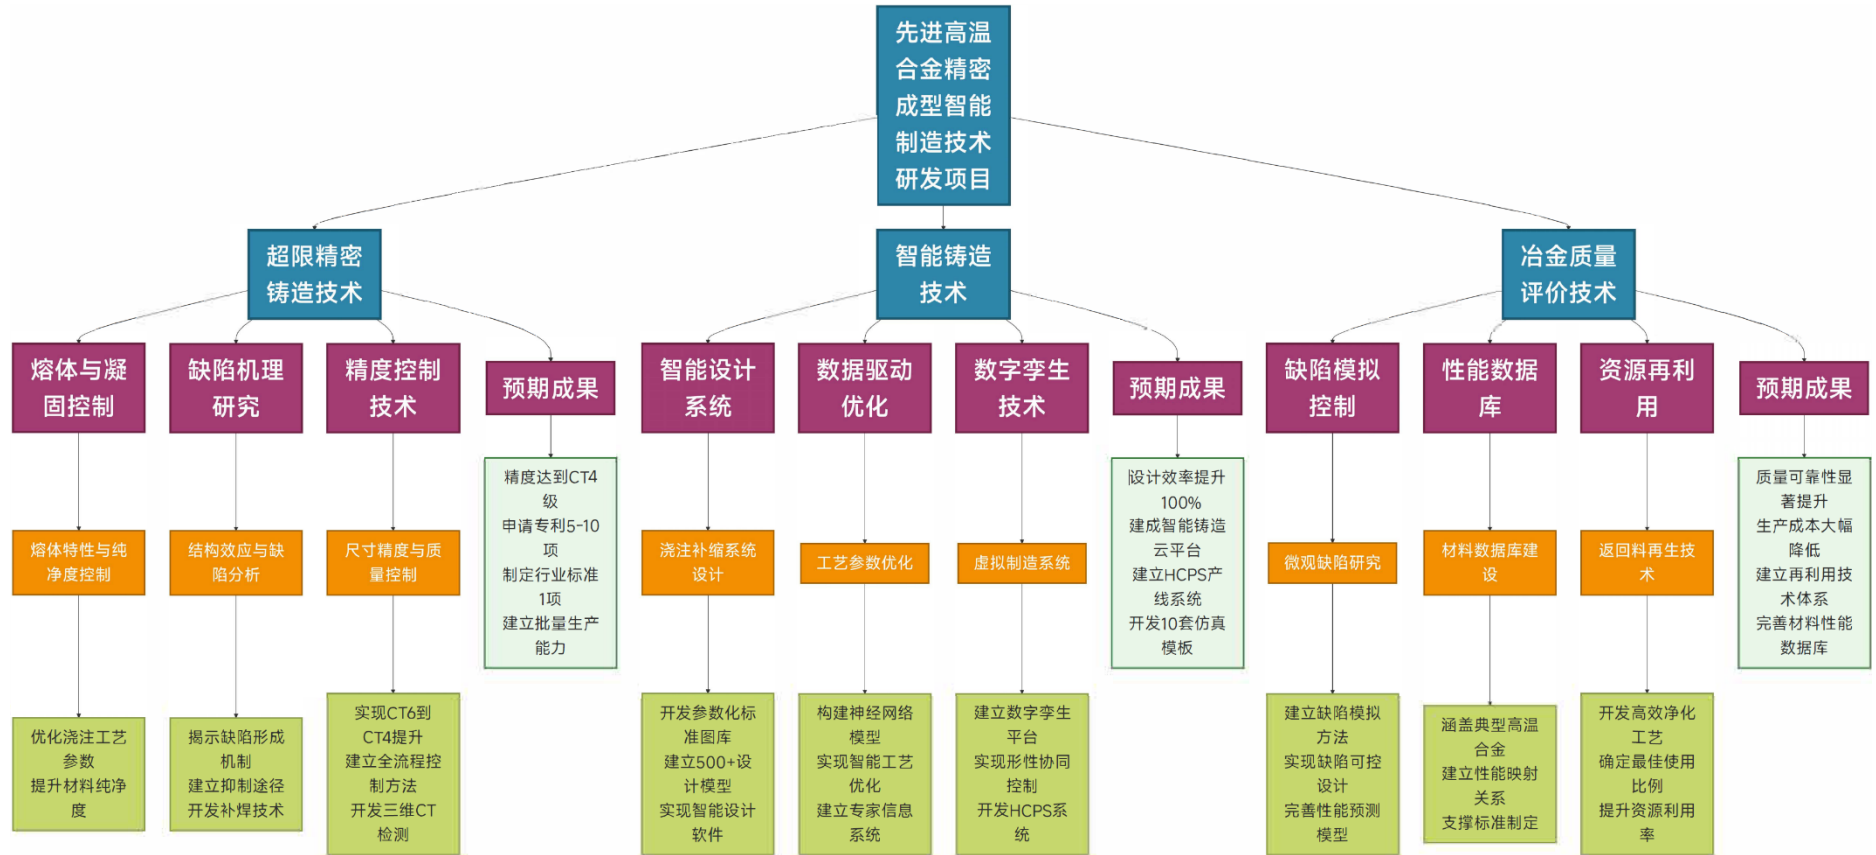 先进高温
合金精密
成型智能
制造技术
研发项目
超限精密
铸造技术
智能铸造
技术
冶金质量
评价技术
熔体与凝
固控制
缺陷机理
研究
精度控制
技术
预期成果
智能设计
系统
数据驱动
优化
数字孪生
技术
预期成果
缺陷模拟
控制
性能数据
库
资源再利
用
预期成果
熔体特性与纯
净度控制
结构效应与缺
陷分析
尺寸精度与质
量控制
精度达到CT4
级
申请专利5-10
项
制定行业标准
1项
建立批量生产
能力
浇注补缩系统
设计
工艺参数优化
虚拟制造系统
设计效率提升
100%
建成智能铸造
云平台
建立HCPS产
线系统
开发10套仿真
模板
微观缺陷研究
材料数据库建
设
返回料再生技
术
质量可靠性显
著提升
生产成本大幅
降低
建立再利用技
术体系
完善材料性能
数据库
优化浇注工艺
参数
提升材料纯净
度
揭示缺陷形成
机制
建立抑制途径
开发补焊技术
实现CT6到
CT4提升
建立全流程控
制方法
开发三维CT
检测
开发参数化标
准图库
建立500+设
计模型
实现智能设计
软件
构建神经网络
模型
实现智能工艺
优化
建立专家信息
系统
建立数字孪生
平台
实现形性协同
控制
开发HCPS系
统
建立缺陷模拟
方法
实现缺陷可控
设计
完善性能预测
模型
涵盖典型高温
合金
建立性能映射
关系
支撑标准制定
开发高效净化
工艺
确定最佳使用
比例
提升资源利用
率